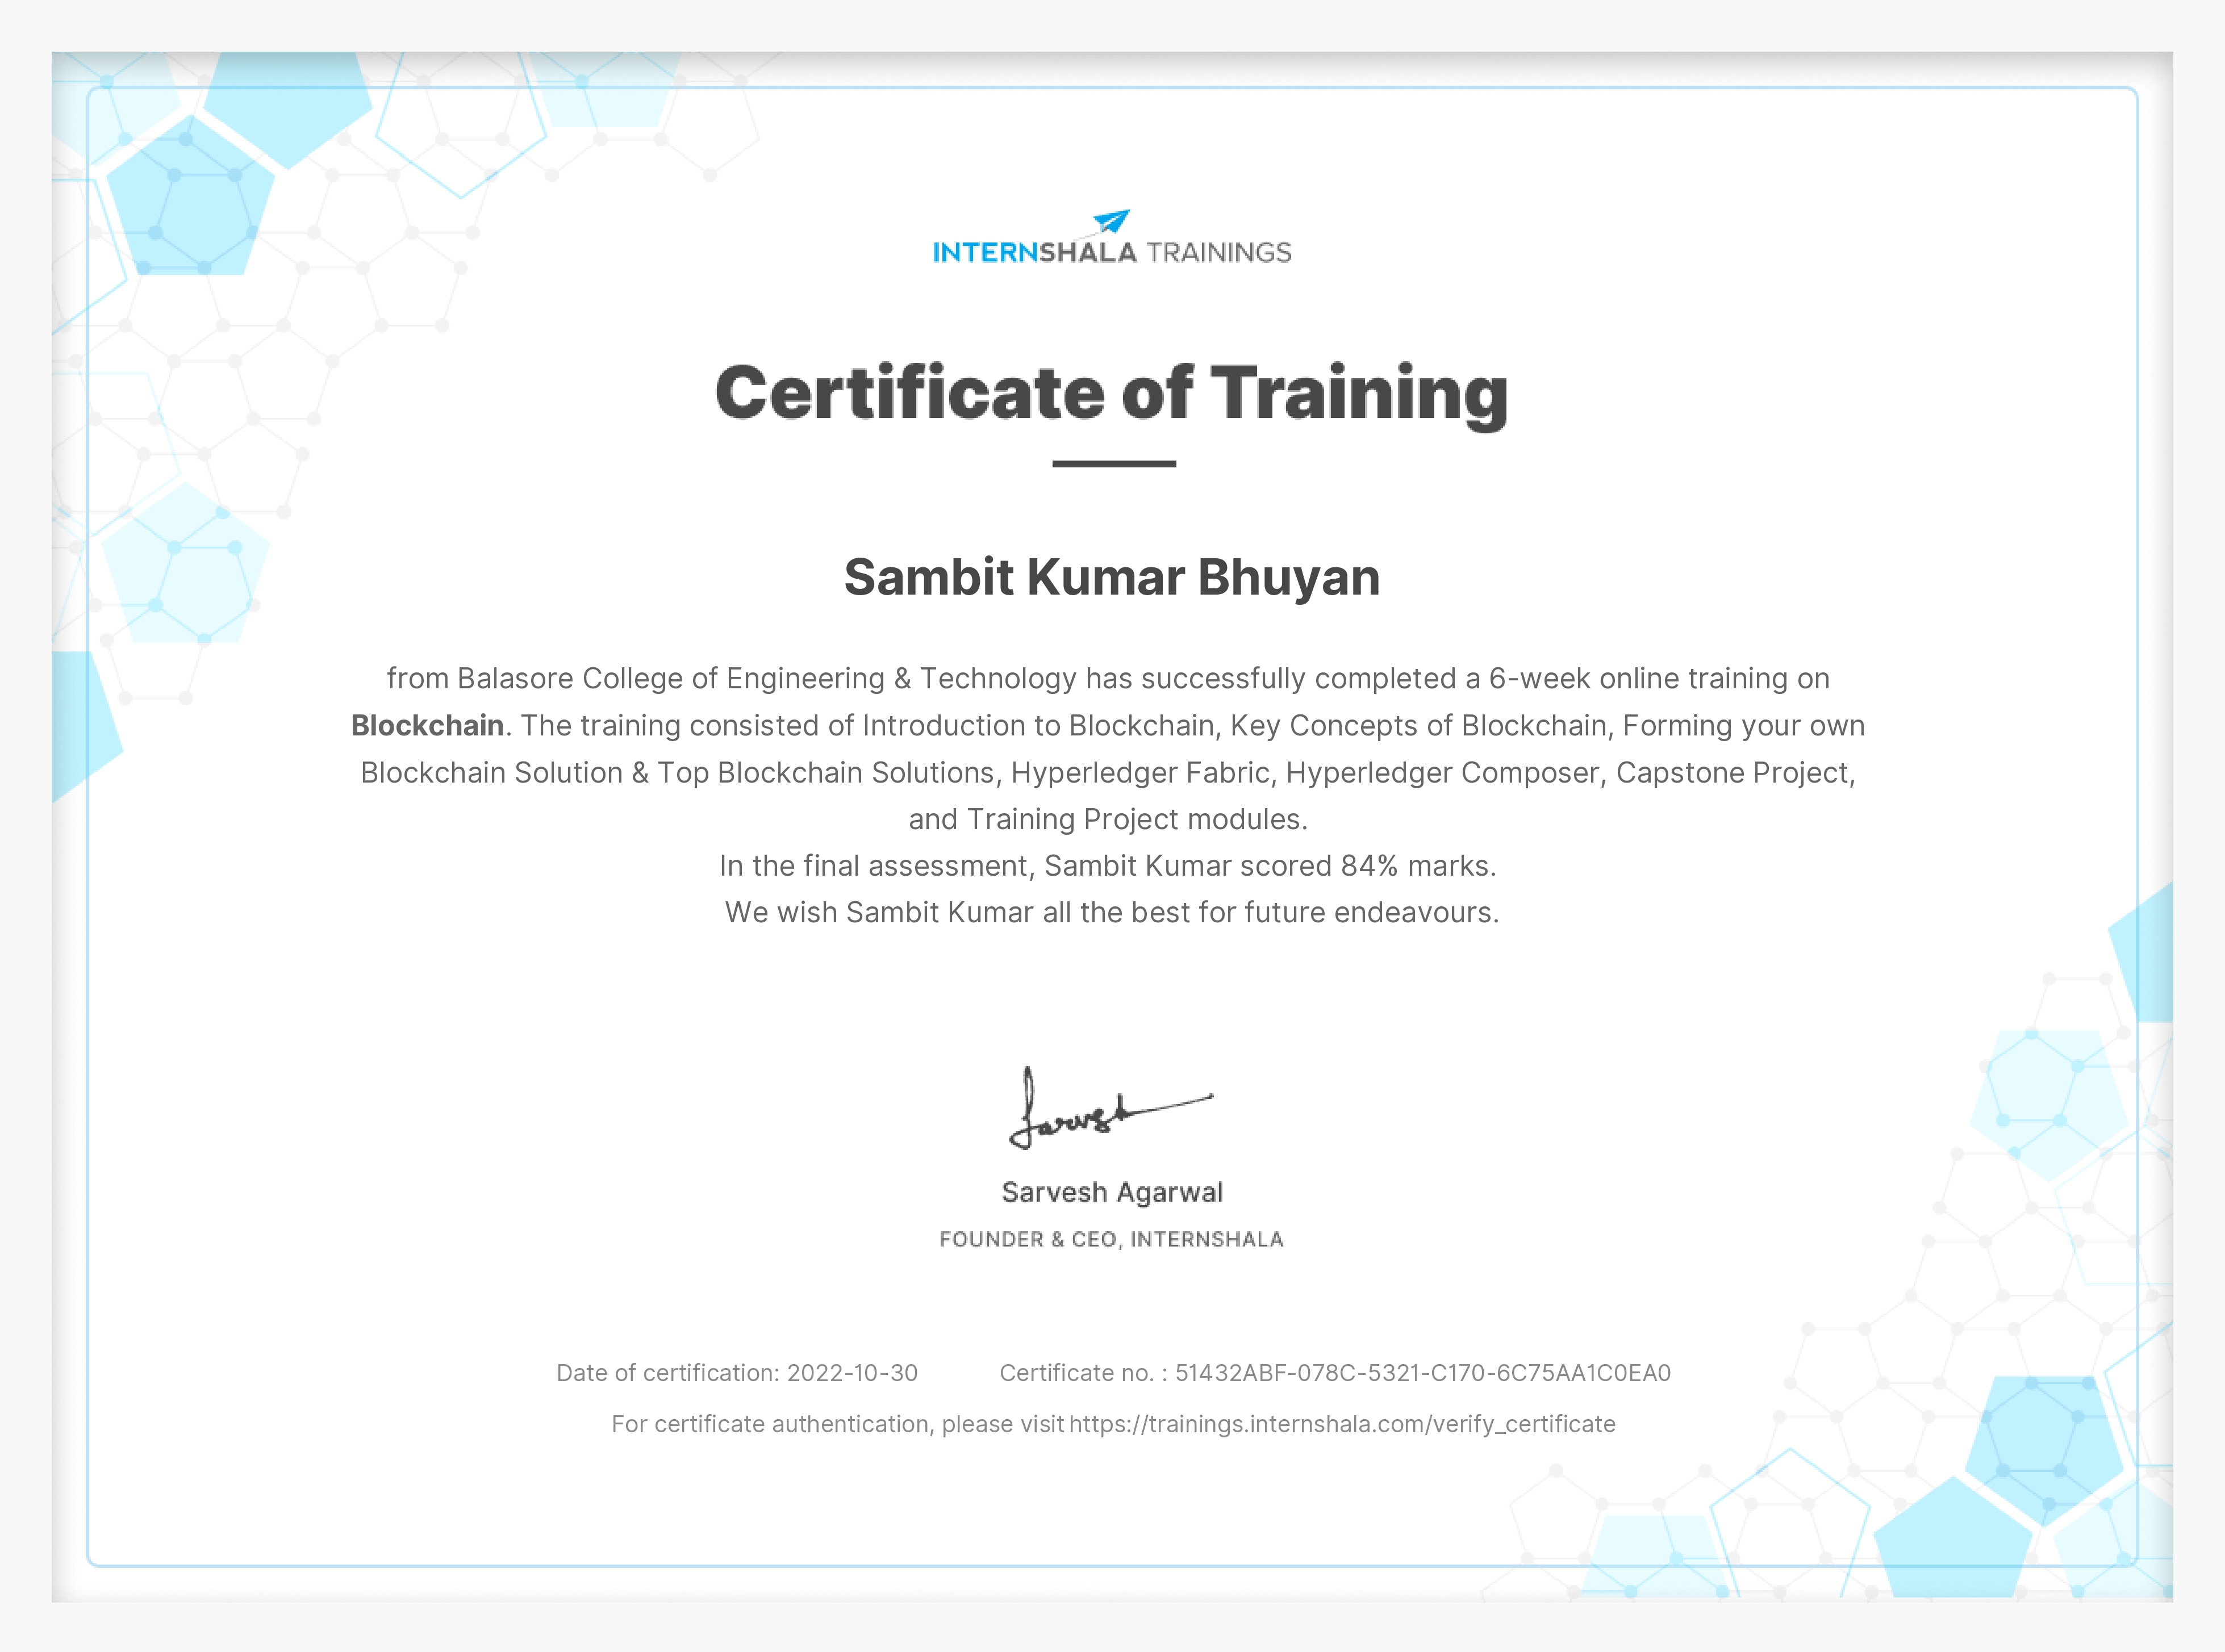 INTERNSHALA TRAININGS
Certificate of Training
Sambit Kumar Bhuyan
from Balasore College of Engineering & Technology has successfully completed a 6-week online training on
Blockchain. The training consisted of Introduction to Blockchain, Key Concepts of Blockchain, Forming your own
Blockchain Solution & Top Blockchain Solutions, Hyperledger Fabric, Hyperledger Composer, Capstone Project,
and Training Project modules.
In the final assessment, Sambit Kumar scored 84% marks.
We wish Sambit Kumar all the best for future endeavours.
Sarvesh
Sarvesh Agarwal
FOUNDER & CEO, INTERNSHALA
Date of certification: 2022-10-30 Certificate no. : 51432ABF-078C-5321-C170-6C75AA1C0EA0
For certificate authentication, please visit https://trainings.internshala.com/verify_certificate